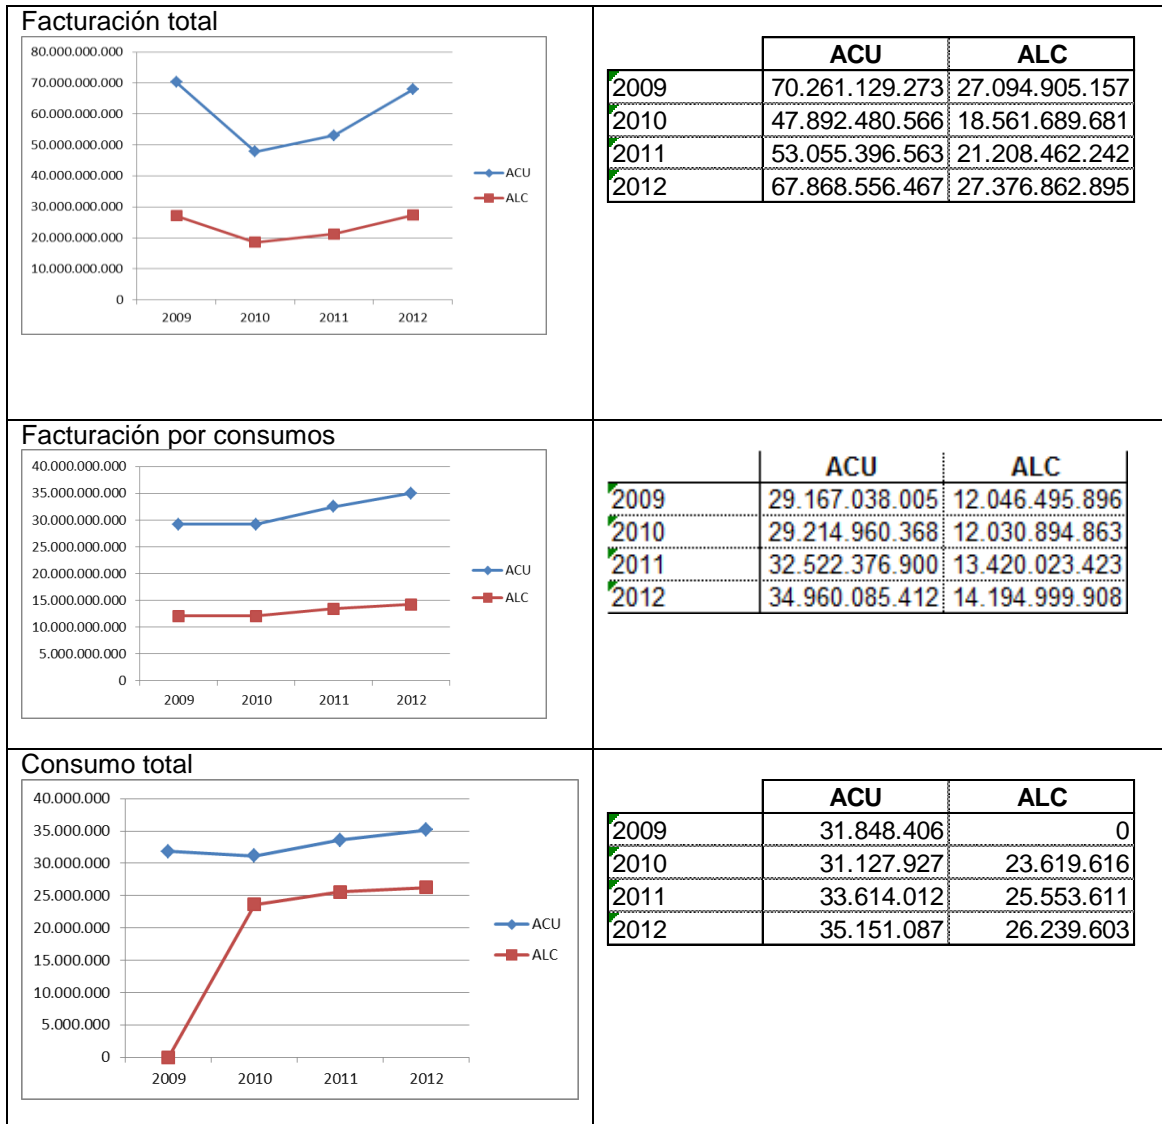 Facturación total
80.000.000.000
70.000.000.000
60.000.000.000
50.000.000.000
40.000.000.000
30.000.000.000
20.000.000.000
10.000.000.000
0
2009 2010 2011 2012
ACU
ALC
ACU ALC
2009 70.261.129.273 27.094.905.157
2010 47.892.480.566 18.561.689.681
2011 53.055.396.563 21.208.462.242
2012 67.868.556.467 27.376.862.895
Facturación por consumos
40.000.000.000
35.000.000.000
30.000.000.000
25.000.000.000
20.000.000.000
15.000.000.000
10.000.000.000
5.000.000.000
0
2009 2010 2011 2012
ACU
ALC
ACU ALC
2009 29.167.038.005 12.046.495.896
2010 29.214.960.368 12.030.894.863
2011 32.522.376.900 13.420.023.423
2012 34.960.085.412 14.194.999.908
Consumo total
40.000.000
35.000.000
30.000.000
25.000.000
20.000.000
15.000.000
10.000.000
5.000.000
0
2009 2010 2011 2012
ACU
ALC
ACU ALC
2009 31.848.406 0
2010 31.127.927 23.619.616
2011 33.614.012 25.553.611
2012 35.151.087 26.239.603